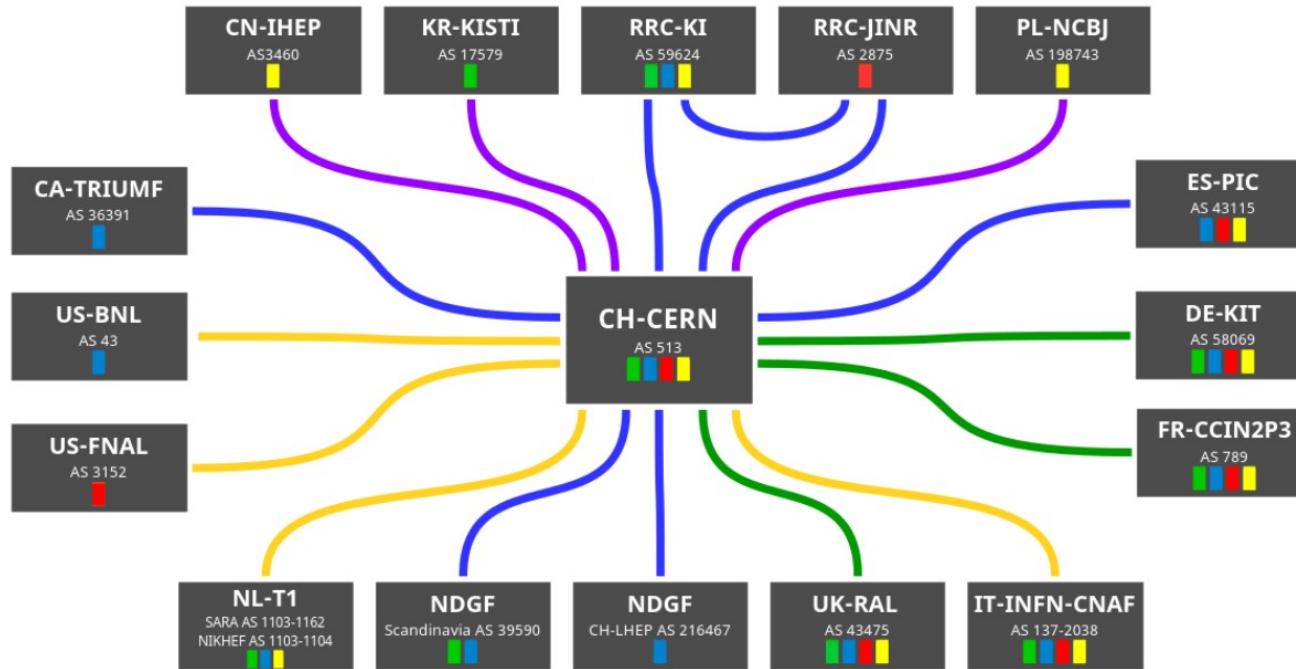 CN-IHEP
AS3460
KR-KISTI
AS 17579
RRC-KI
AS 59624
RRC-JINR
AS 2875
PL-NCBJ
AS 198743
CA-TRIUMF
AS 36391
ES-PIC
AS 43115
US-BNL
AS 43
CH-CERN
AS 513
DE-KIT
AS 58069
US-FNAL
AS 3152
FR-CCIN2P3
AS 789
NL-T1
SARA AS 1103-1162
NIKHEF AS 1103-1104
NDGF
Scandinavia AS 39590
NDGF
CH-LHEP AS 216467
UK-RAL
AS 43475
IT-INFN-CNAF
AS 137-2038